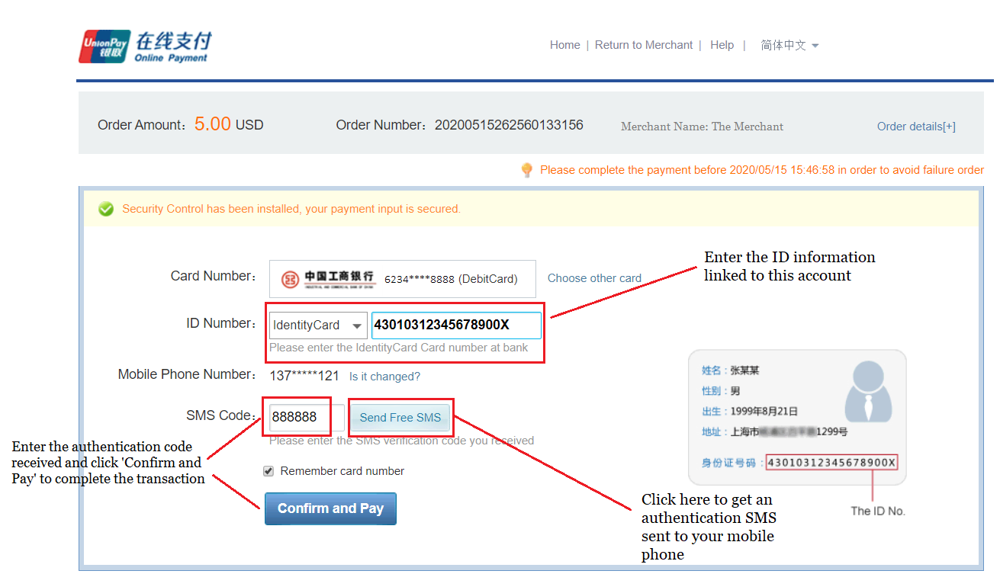 UnionPay 银联 在线支付
Online Payment
Home | Return to Merchant | Help | 简体中文
Order Amount： 5.00 USD Order Number：20200515262560133156 Merchant Name: The Merchant Order details[+]
Please complete the payment before 2020/05/15 15:46:58 in order to avoid failure order
Security Control has been installed, your payment input is secured.
Enter the ID information
linked to this account
Card Number： 中国工商银行 6234****8888 (DebitCard) Choose other card
INDUSTRIAL AND COMMERCIAL BANK OF CHINA
ID Number： IdentityCard 43010312345678900X
Please enter the IdentityCard Card number at bank
Mobile Phone Number： 137*****121 Is it changed?
SMS Code： 888888 Send Free SMS
Please enter the SMS verification code you received
Enter the authentication code
received and click 'Confirm and
Pay' to complete the transaction
Remember card number
Confirm and Pay
姓名：张某某
性别：男
出生：1999年8月21日
地址：上海市 1299号
身份证号码：43010312345678900X
The ID No.
Click here to get an
authentication SMS
sent to your mobile
phone